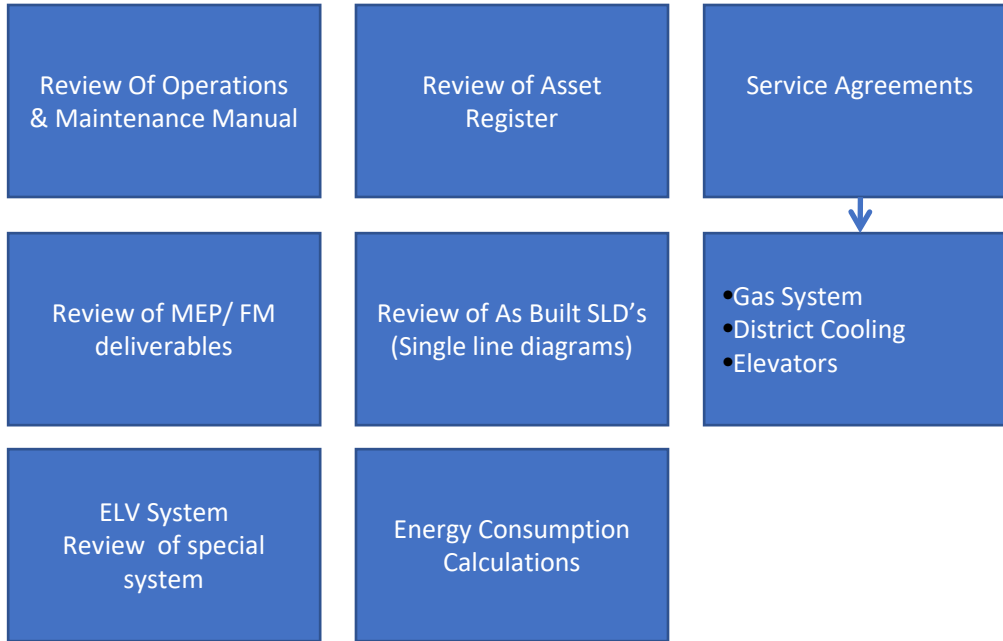 Review Of Operations
& Maintenance Manual
Review of Asset
Register
Service Agreements
Review of MEP/ FM
deliverables
Review of As Built SLD's
(Single line diagrams)
•Gas System
•District Cooling
•Elevators
ELV System
Review of special
system
Energy Consumption
Calculations